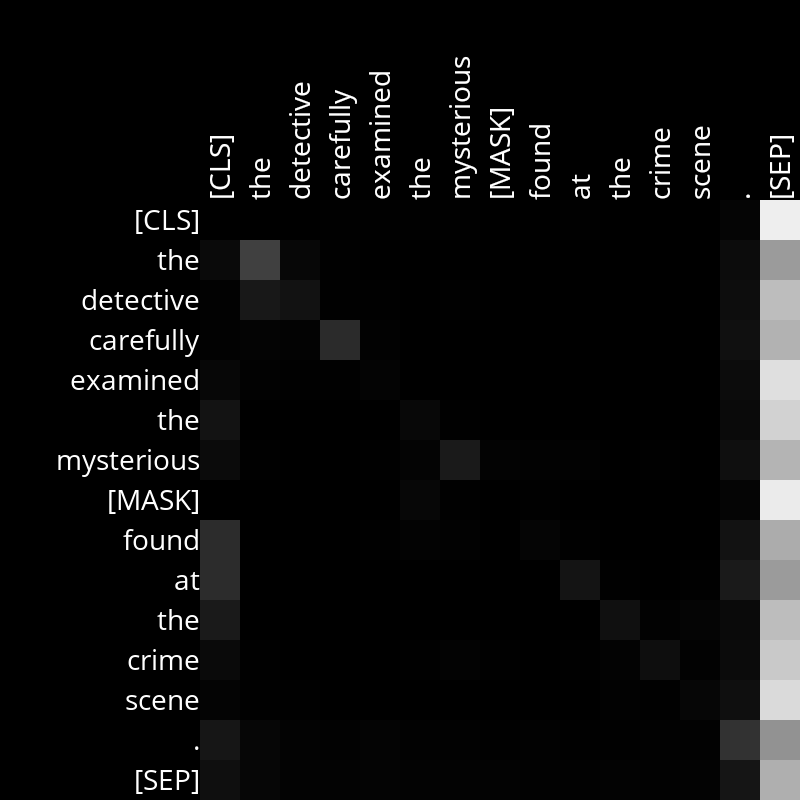 [CLS] the detective carefully examined the mysterious [MASK] found at the crime scene . [SEP]
[CLS]
the
detective
carefully
examined
the
mysterious
[MASK]
found
at
the
crime
scene
.
[SEP]